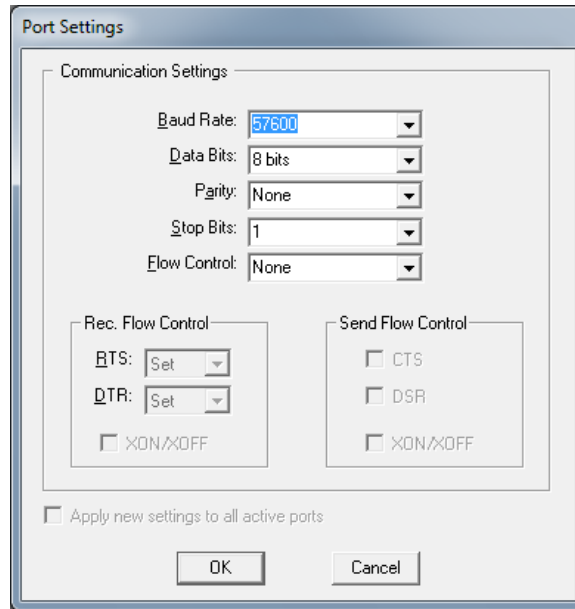 Port Settings
Communication Settings
Baud Rate: 57600
Data Bits: 8 bits
Parity: None
Stop Bits: 1
Flow Control: None
Rec. Flow Control
RTS: Set
DTR: Set
XON/XOFF
Send Flow Control
CTS
DSR
XON/XOFF
Apply new settings to all active ports
OK Cancel